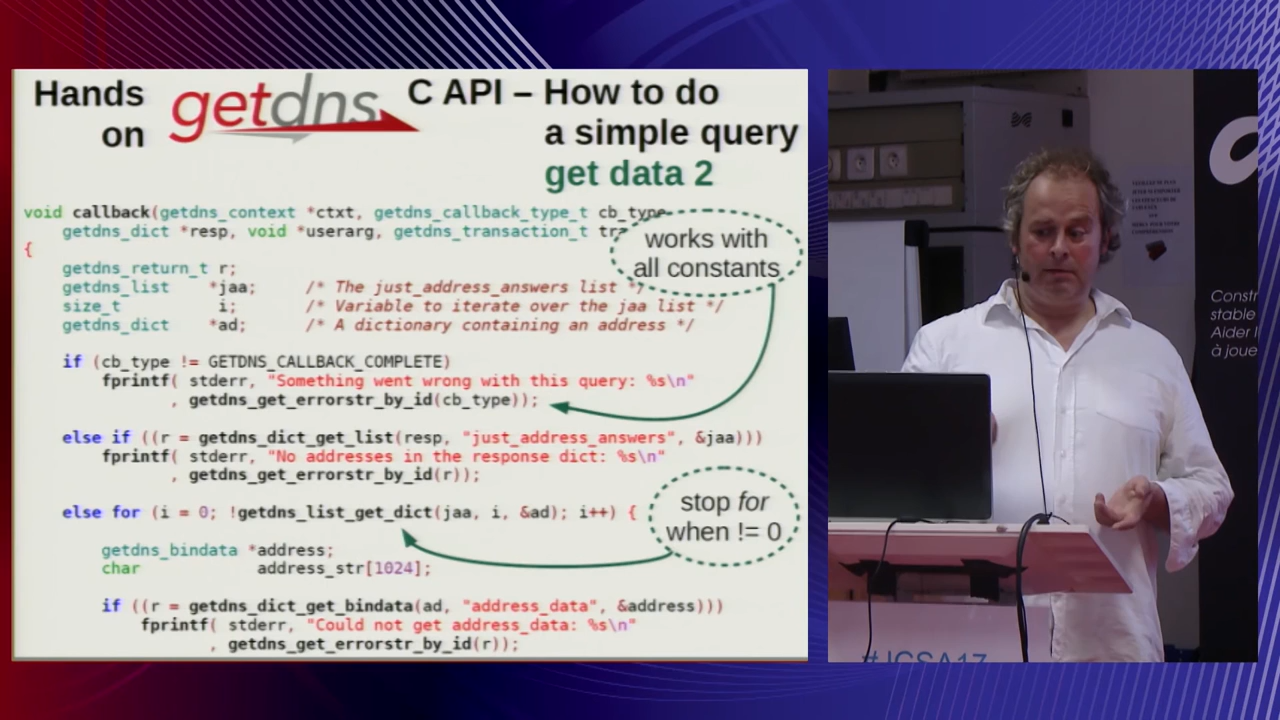 Hands
on
getdns
C API – How to do
a simple query
get data 2
void callback(getdns_context *ctxt, getdns_callback_type_t cb_type,
getdns_dict *resp, void *userarg, getdns_transaction_t
{
works with
all constants
getdns_return_t r;
getdns_list *jaa; /* The just_address_answers list */
size_t i; /* Variable to iterate over the jaa list */
getdns_dict *ad; /* A dictionary containing an address */
if (cb_type != GETDNS_CALLBACK_COMPLETE)
fprintf( stderr, "Something went wrong with this query: %s\n"
, getdns_get_errorstr_by_id(cb_type));
else if ((r = getdns_dict_get_list(resp, "just_address_answers", &jaa)))
fprintf( stderr, "No addresses in the response dict: %s\n"
, getdns_get_errorstr_by_id(r));
else for (i = 0; !getdns_list_get_dict(jaa, i, &ad); i++) {
stop for
when != 0
getdns_bindata *address;
char address_str[1024];
if ((r = getdns_dict_get_bindata(ad, "address_data", &address)))
fprintf( stderr, "Could not get address_data: %s\n"
, getdns_get_errorstr_by_id(r));
Constr
stable
Aider l
à joue
#JCSA17